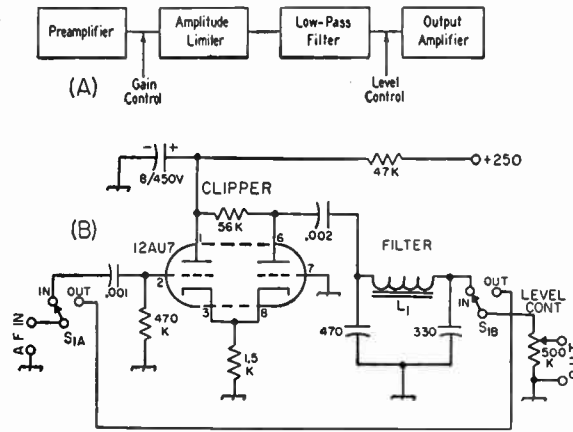 Preamplifier
Amplitude
Limiter
Low-Pass
Filter
Output
Amplifier
(A)
Gain
Control
Level
Control
- +
8/450V
47K
+250
CLIPPER
(B)
12AU7
1
56K
6
.002
FILTER
2
7
IN
OUT
.001
S1A
A F IN
470
K
3
8
1.5
K
470
L1
330
IN
OUT
S1B
LEVEL
CONT
500
K